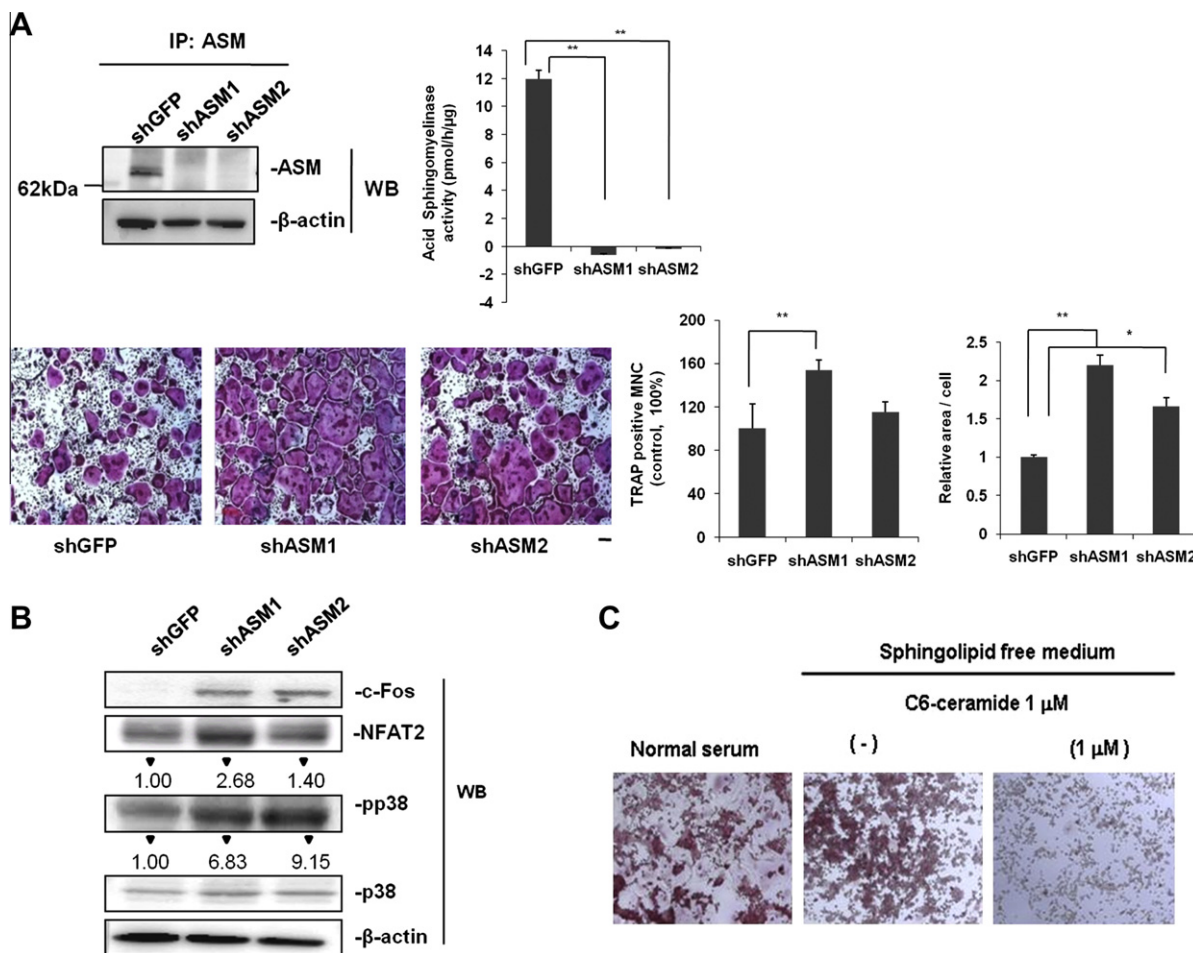 A
IP: ASM
shGFP
shASM1
shASM2
-ASM
62kDa
WB
-β-actin
Acid Sphingomyelinase
activity (pmol/h/µg)
14
12
10
8
6
4
2
0
-2
-4
**
**
shGFP
shASM1
shASM2
shGFP
shASM1
shASM2
TRAP positive MNC
(control, 100%)
200
160
120
80
40
0
**
shGFP
shASM1
shASM2
Relative area / cell
2.5
2
1.5
1
0.5
0
**
*
shGFP
shASM1
shASM2
B
shGFP
shASM1
shASM2
-c-Fos
-NFAT2
1.00 2.68 1.40
-pp38
WB
1.00 6.83 9.15
-p38
-β-actin
C
Sphingolipid free medium
C6-ceramide 1 µM
Normal serum
( - )
(1 µM )